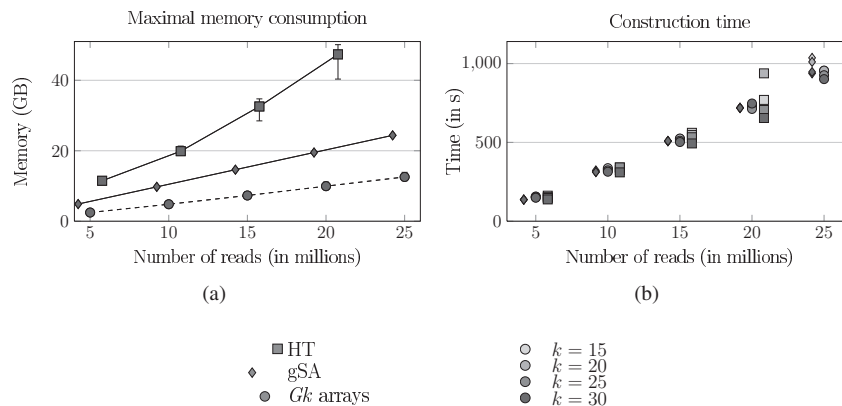 Maximal memory consumption
Memory (GB)
40
20
0
5 10 15 20 25
Number of reads (in millions)
(a)
Construction time
Time (in s)
1,000
500
0
5 10 15 20 25
Number of reads (in millions)
(b)
HT
gSA
Gk arrays
k = 15
k = 20
k = 25
k = 30